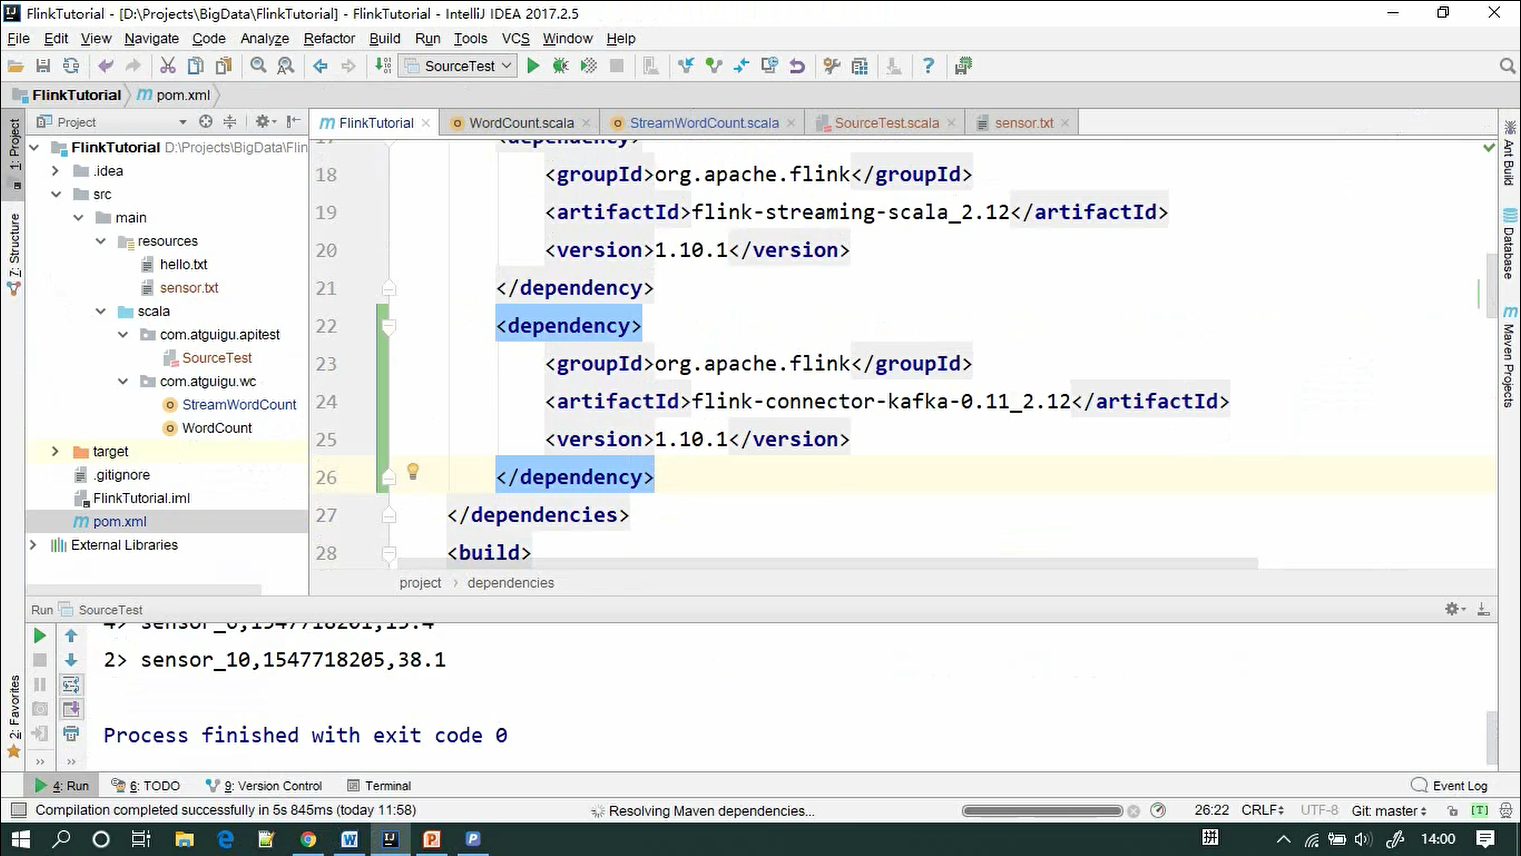 FlinkTutorial - [D:\Projects\BigData\FlinkTutorial] - FlinkTutorial - IntelliJ IDEA 2017.2.5
File Edit View Navigate Code Analyze Refactor Build Run Tools VCS Window Help
SourceTest
FlinkTutorial pom.xml
1: Project
7: Structure
2: Favorites
Project
FlinkTutorial D:\Projects\BigData\Flin
.idea
src
main
resources
hello.txt
sensor.txt
scala
com.atguigu.apitest
SourceTest
com.atguigu.wc
StreamWordCount
WordCount
target
.gitignore
FlinkTutorial.iml
pom.xml
External Libraries
FlinkTutorial WordCount.scala StreamWordCount.scala SourceTest.scala sensor.txt
17 <dependency>
18 <groupId>org.apache.flink</groupId>
19 <artifactId>flink-streaming-scala_2.12</artifactId>
20 <version>1.10.1</version>
21 </dependency>
22 <dependency>
23 <groupId>org.apache.flink</groupId>
24 <artifactId>flink-connector-kafka-0.11_2.12</artifactId>
25 <version>1.10.1</version>
26 </dependency>
27 </dependencies>
28 <build>
project › dependencies
Ant Build
Database
Maven Projects
Run SourceTest
4> sensor_6,1547718201,15.4
2> sensor_10,1547718205,38.1
Process finished with exit code 0
4: Run 6: TODO 9: Version Control Terminal Event Log
Compilation completed successfully in 5s 845ms (today 11:58) Resolving Maven dependencies... 26:22 CRLF UTF-8 Git: master [T]
拼 14:00